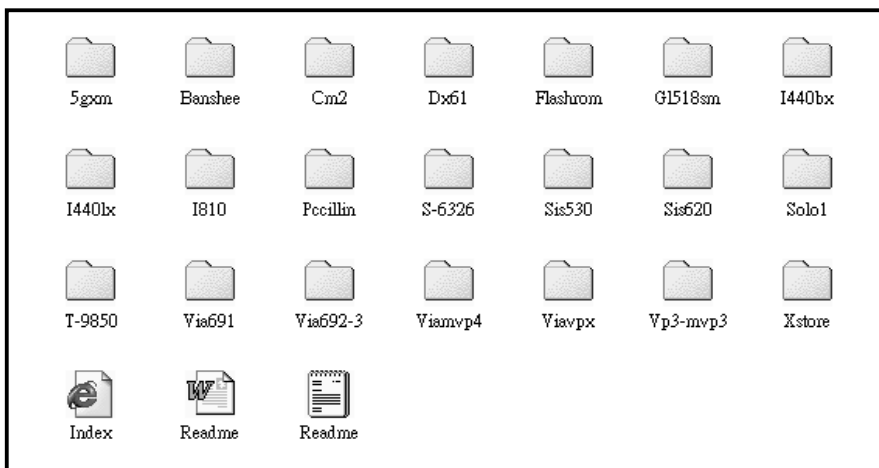 5gxm Banshee Cm2 Dx61 Flashrom Gl518sm I440bx
I440lx I810 Pccillin S-6326 Sis530 Sis620 Solo1
T-9850 Via691 Via692-3 Viamvp4 Viavpx Vp3-mvp3 Xstore
Index Readme Readme